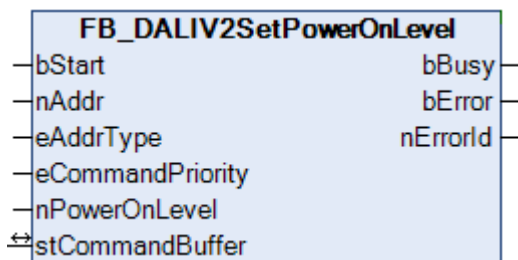 FB_DALIV2SetPowerOnLevel
bStart bBusy
nAddr bError
eAddrType nErrorId
eCommandPriority
nPowerOnLevel
stCommandBuffer